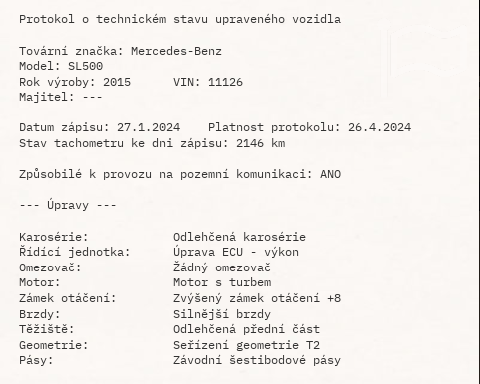 Protokol o technickém stavu upraveného vozidla
Tovární značka: Mercedes-Benz
Model: SL500
Rok výroby: 2015 VIN: 11126
Majitel: ---
Datum zápisu: 27.1.2024 Platnost protokolu: 26.4.2024
Stav tachometru ke dni zápisu: 2146 km
Způsobilé k provozu na pozemní komunikaci: ANO
--- Úpravy ---
Karosérie: Odlehčená karosérie
Řídící jednotka: Úprava ECU - výkon
Omezovač: Žádný omezovač
Motor: Motor s turbem
Zámek otáčení: Zvýšený zámek otáčení +8
Brzdy: Silnější brzdy
Těžiště: Odlehčená přední část
Geometrie: Seřízení geometrie T2
Pásy: Závodní šestibodové pásy